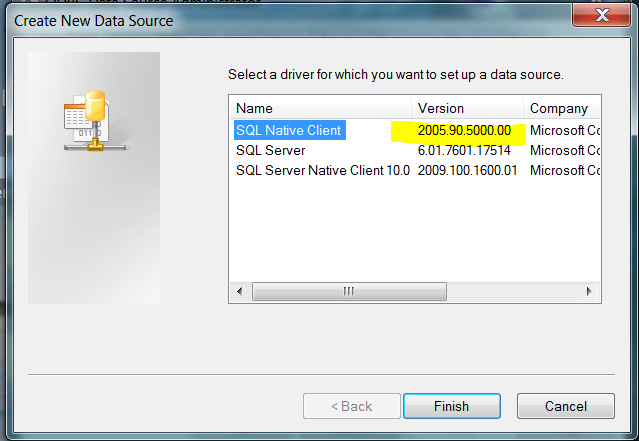 Create New Data Source
Select a driver for which you want to set up a data source.
Name Version Company
SQL Native Client 2005.90.5000.00 Microsoft Co
SQL Server 6.01.7601.17514 Microsoft Co
SQL Server Native Client 10.0 2009.100.1600.01 Microsoft Co
< Back Finish Cancel